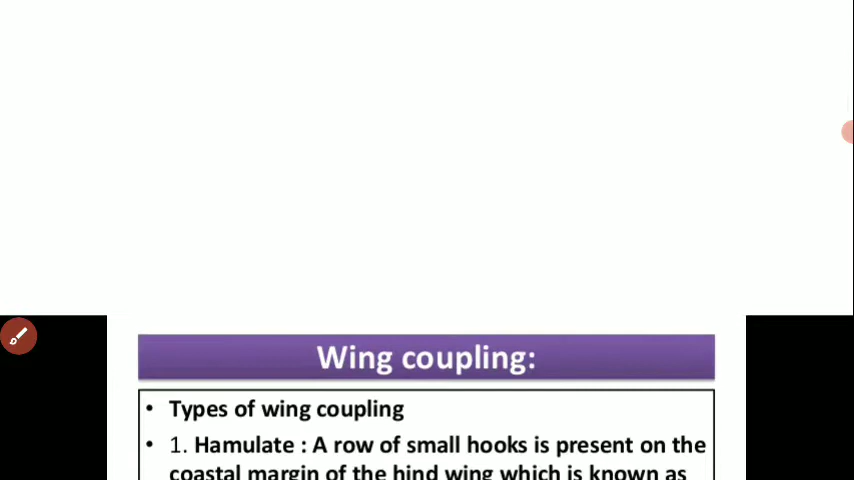 Wing coupling:
• Types of wing coupling
• 1. Hamulate : A row of small hooks is present on the
coastal margin of the hind wing which is known as